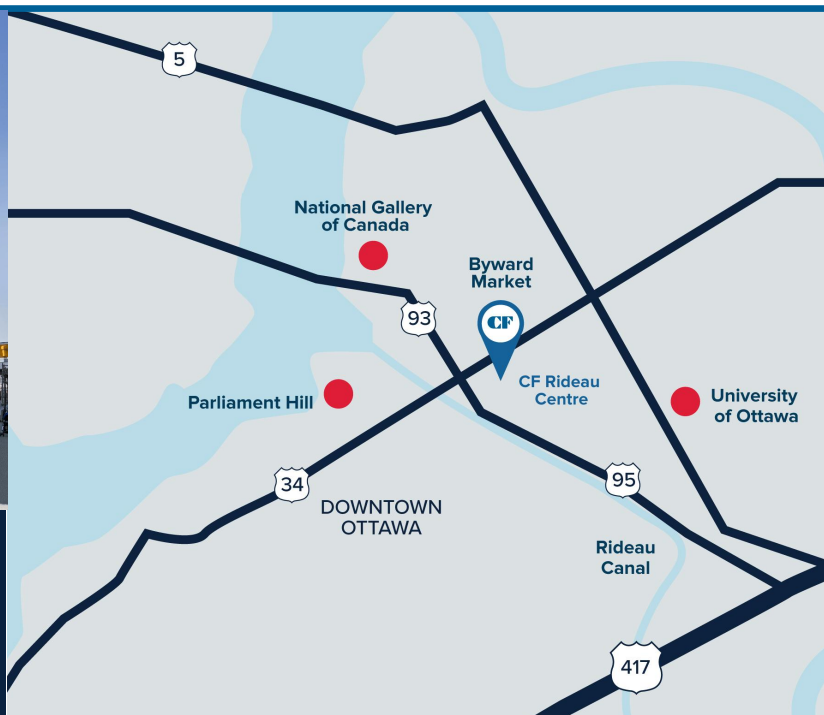 5
National Gallery
of Canada
Byward
Market
93
CF
CF Rideau
Centre
Parliament Hill
University
of Ottawa
34
95
DOWNTOWN
OTTAWA
Rideau
Canal
417